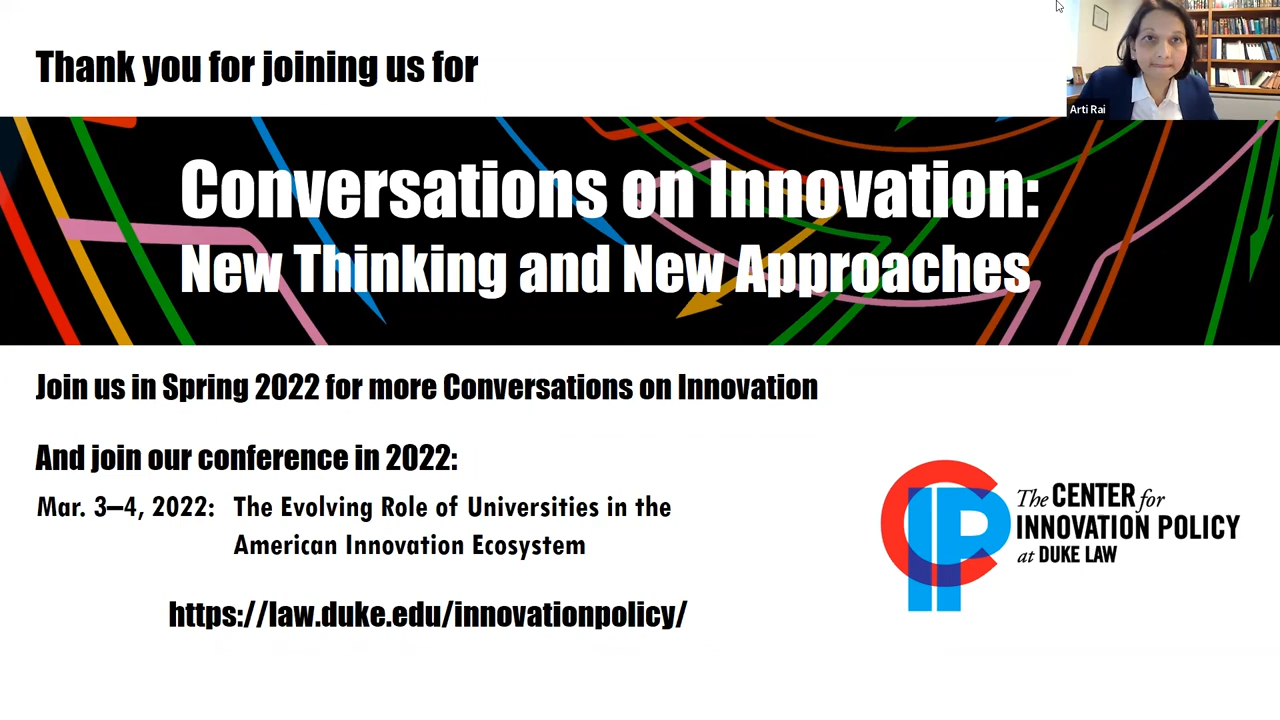 Thank you for joining us for
Arti Rai
Conversations on Innovation:
New Thinking and New Approaches
Join us in Spring 2022 for more Conversations on Innovation
And join our conference in 2022:
Mar. 3–4, 2022: The Evolving Role of Universities in the
American Innovation Ecosystem
https://law.duke.edu/innovationpolicy/
CIP
The CENTER for
INNOVATION POLICY
at DUKE LAW